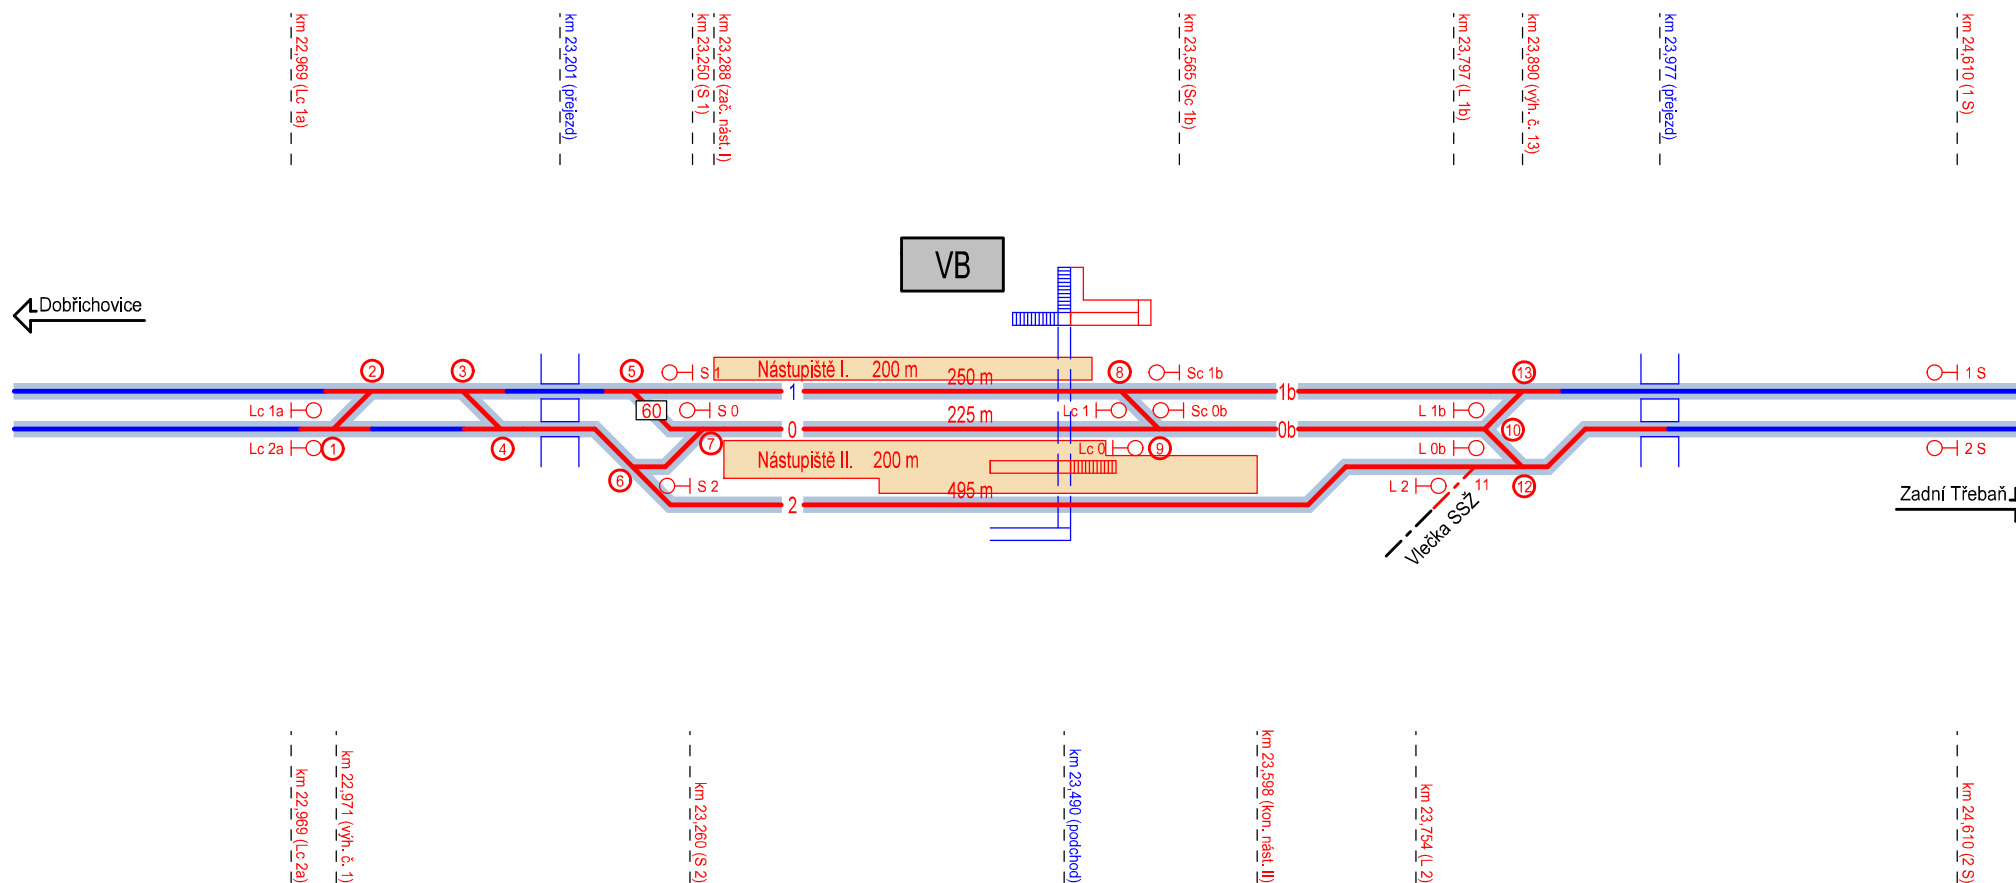 km 22,969 (Lc 1a)
km 23,201 (přejezd)
km 23,250 (S 1)
km 23,288 (zač. nást. I)
km 23,565 (Sc 1b)
km 23,797 (L 1b)
km 23,890 (výh. č. 13)
km 23,977 (přejezd)
km 24,610 (1 S)
VB
Dobřichovice
2
3
5
S 1
Nástupiště I. 200 m
250 m
8
Sc 1b
13
1 S
1
1b
Lc 1a
60
S 0
225 m
Lc 1
Sc 0b
L 1b
0
0b
10
Lc 2a
1
4
7
Lc 0
9
L 0b
2 S
Nástupiště II. 200 m
6
S 2
495 m
L 2
11
12
2
Zadní Třebaň
Vlečka SSŽ
km 22,969 (Lc 2a)
km 22,971 (výh. č. 1)
km 23,260 (S 2)
km 23,490 (podchod)
km 23,598 (kon. nást. II)
km 23,754 (L 2)
km 24,610 (2 S)